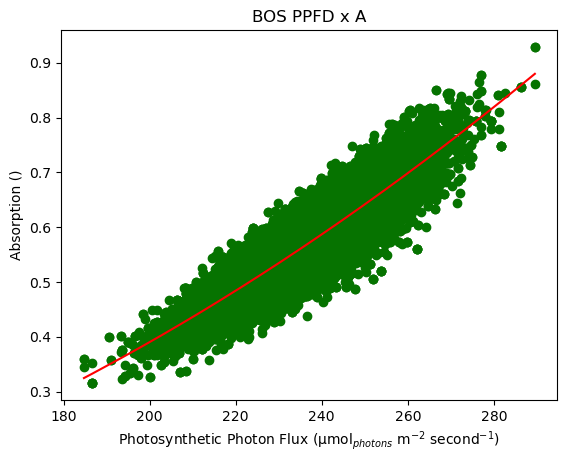 BOS PPFD x A
Absorption ()
0.9
0.8
0.7
0.6
0.5
0.4
0.3
180 200 220 240 260 280
Photosynthetic Photon Flux (μmol$_{photons}$ m$^{-2}$ second$^{-1}$)